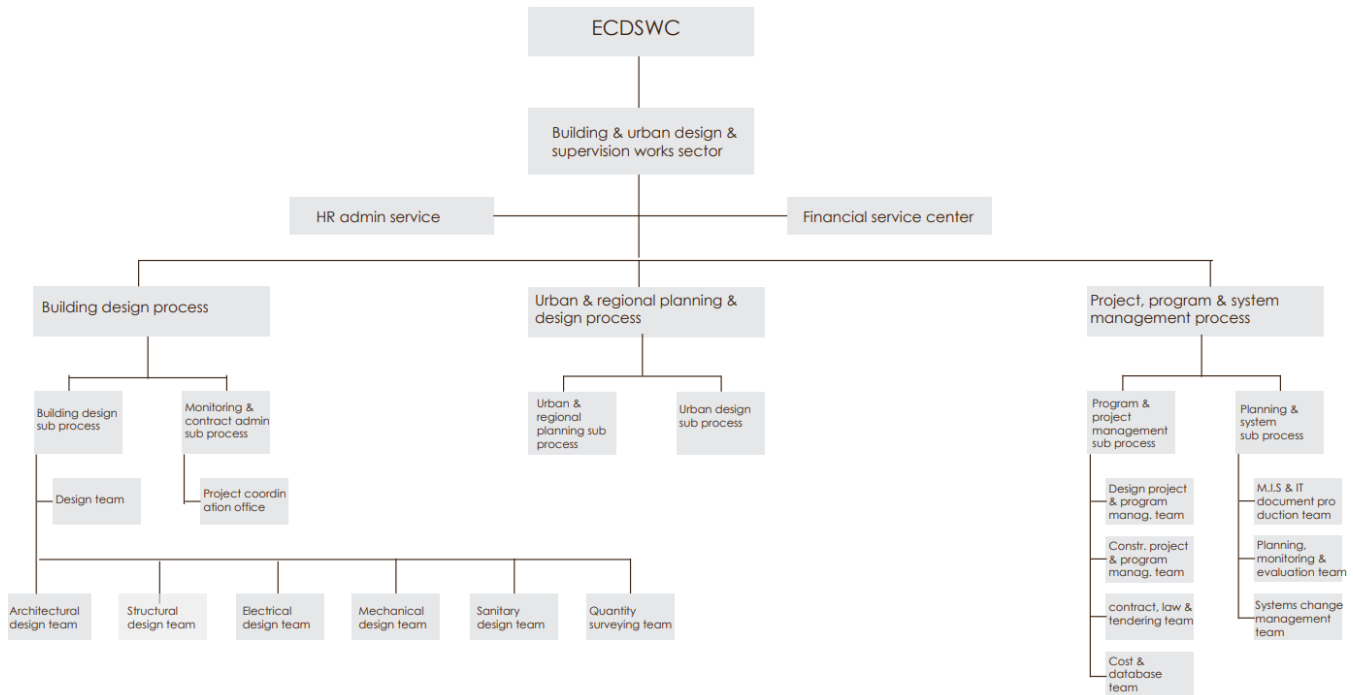 ECDSWC
Building & urban design &
supervision works sector
HR admin service
Financial service center
Building design process
Urban & regional planning &
design process
Project, program & system
management process
Building design
sub process
Monitoring &
contract admin
sub process
Urban &
regional
planning sub
process
Urban design
sub process
Program &
project
management
sub process
Planning &
system
sub process
Design team
Project coordin
ation office
Design project
& program
manag. team
Constr. project
& program
manag. team
contract, law &
tendering team
Cost &
database
team
M.I.S & IT
document pro
duction team
Planning,
monitoring &
evaluation team
Systems change
management
team
Architectural
design team
Structural
design team
Electrical
design team
Mechanical
design team
Sanitary
design team
Quantity
surveying team